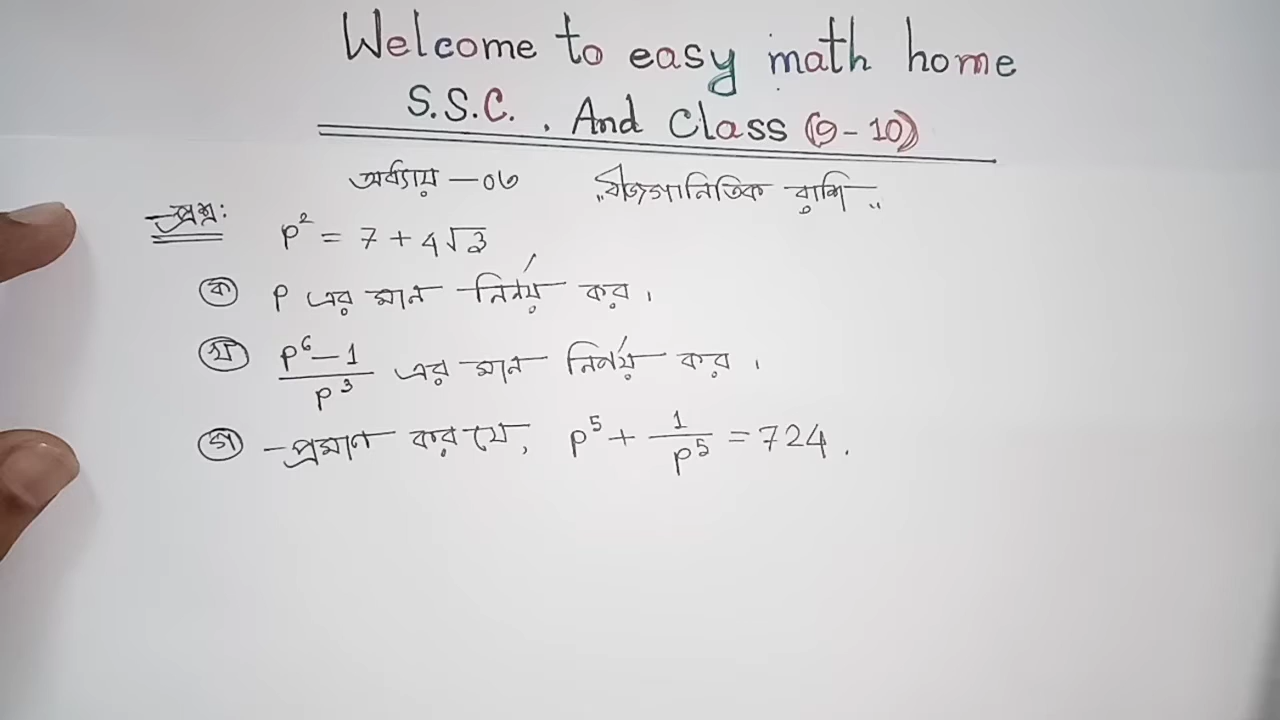 Welcome to easy math home
S.S.C. . And Class (9-10)
অধ্যায় - ০৩ "বীজগানিতিক রাশি"
প্রশ্ন: p² = 7 + 4√3
ক p এর মান নির্ণয় কর।
খ p⁶ - 1 / p³ এর মান নির্ণয় কর।
গ প্রমাণ কর যে, p⁵ + 1/p⁵ = 724.